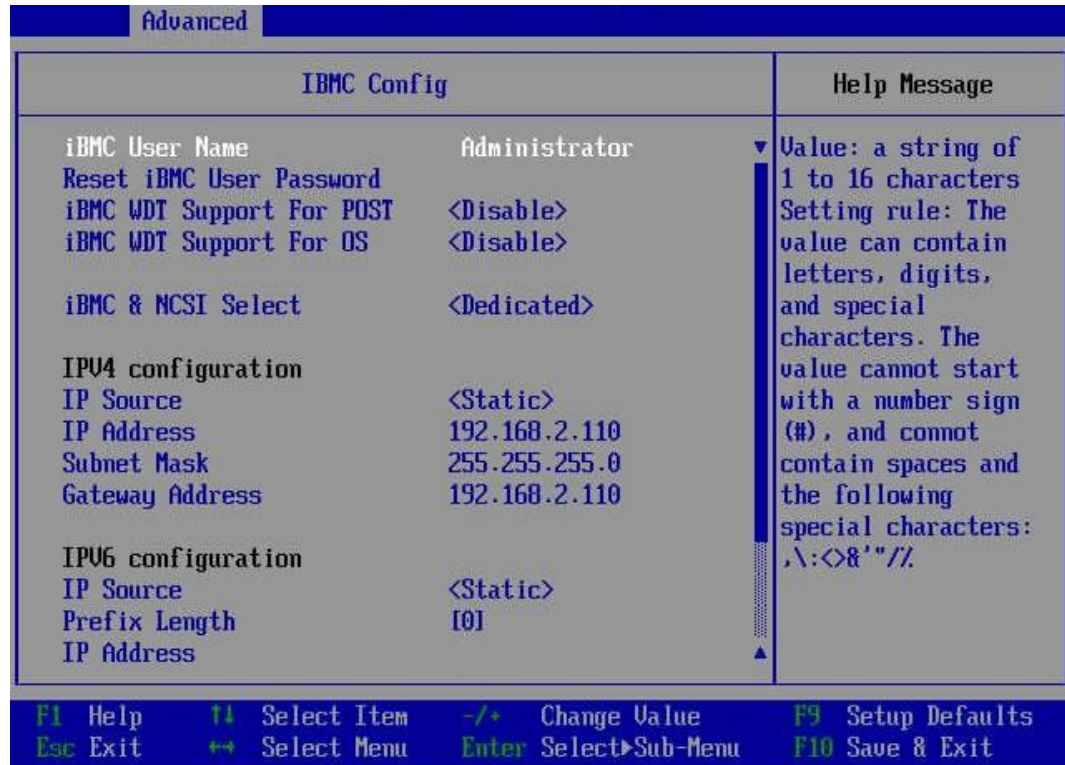 Advanced
IBMC Config
iBMC User Name Administrator
Reset iBMC User Password
iBMC WDT Support For POST <Disable>
iBMC WDT Support For OS <Disable>
iBMC & NCSI Select <Dedicated>
IPV4 configuration
IP Source <Static>
IP Address 192.168.2.110
Subnet Mask 255.255.255.0
Gateway Address 192.168.2.110
IPV6 configuration
IP Source <Static>
Prefix Length [0]
IP Address
Help Message
Value: a string of
1 to 16 characters
Setting rule: The
value can contain
letters, digits,
and special
characters. The
value cannot start
with a number sign
(#), and connot
contain spaces and
the following
special characters:
,\:<>&'"/%
F1 Help ↑↓ Select Item -/+ Change Value F9 Setup Defaults
Esc Exit ↔ Select Menu Enter Select▶Sub-Menu F10 Save & Exit